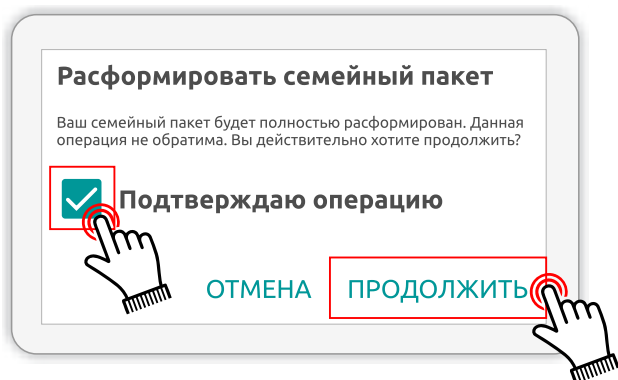 Расформировать семейный пакет
Ваш семейный пакет будет полностью расформирован. Данная
операция не обратима. Вы действительно хотите продолжить?
Подтверждаю операцию
ОТМЕНА ПРОДОЛЖИТЬ